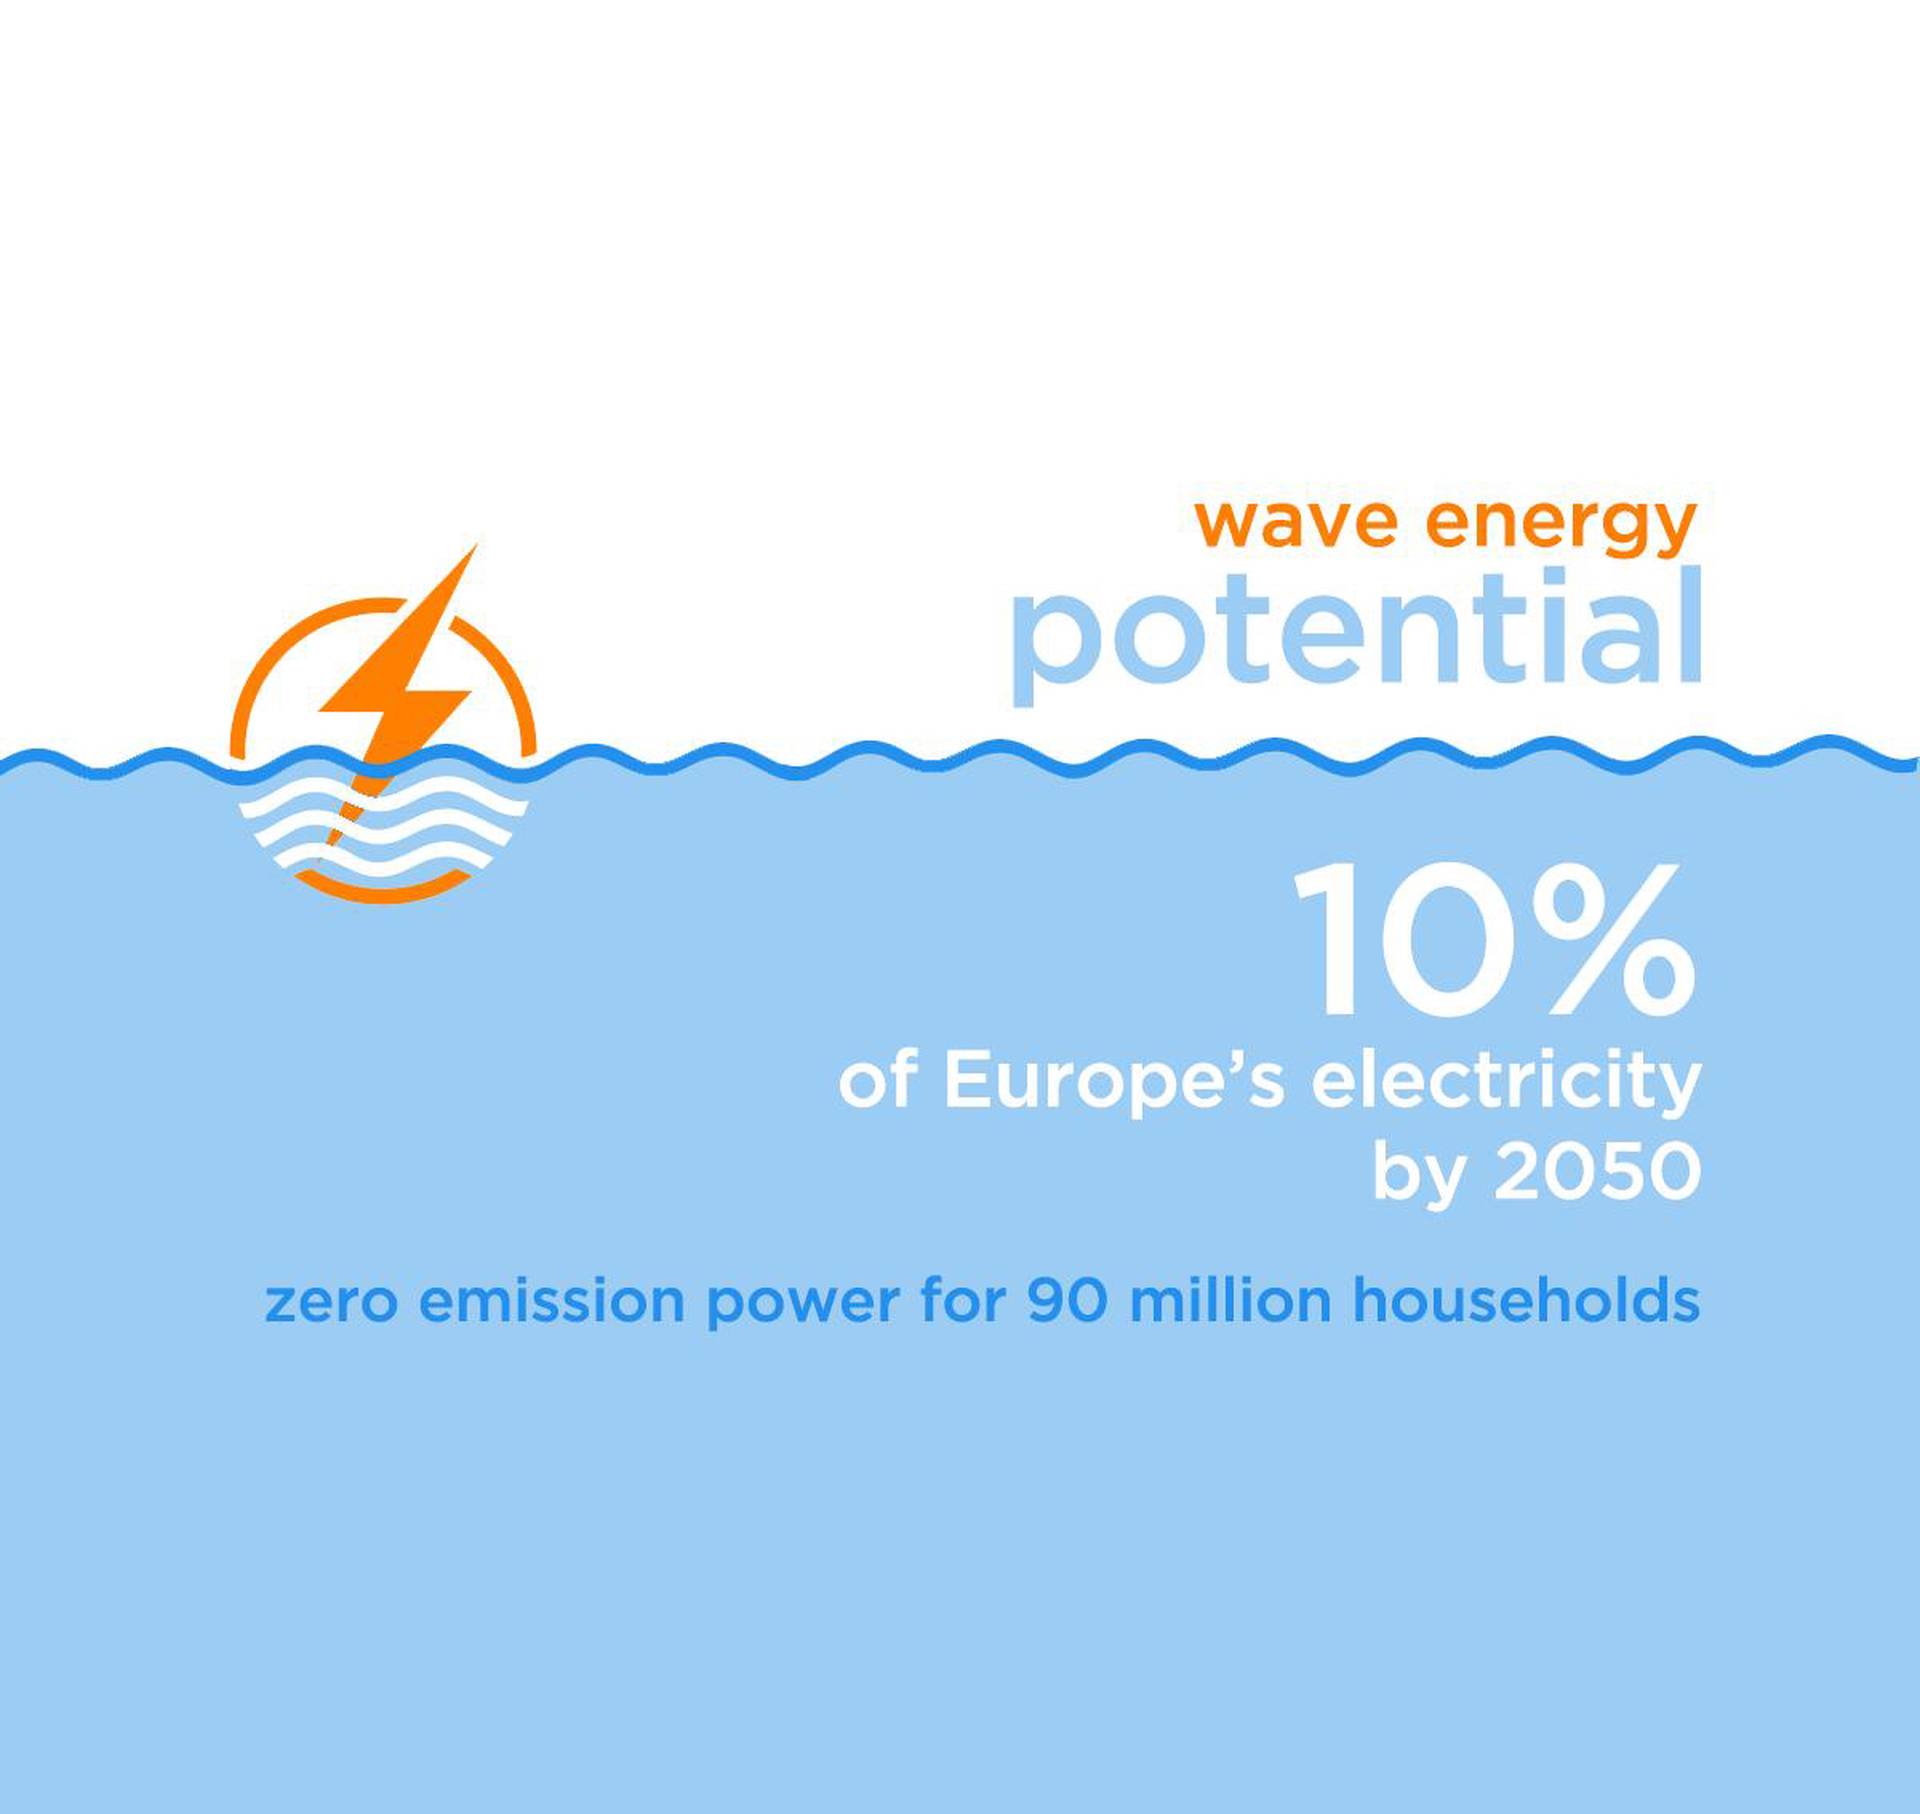 wave energy
potential
10%
of Europe’s electricity
by 2050
zero emission power for 90 million households